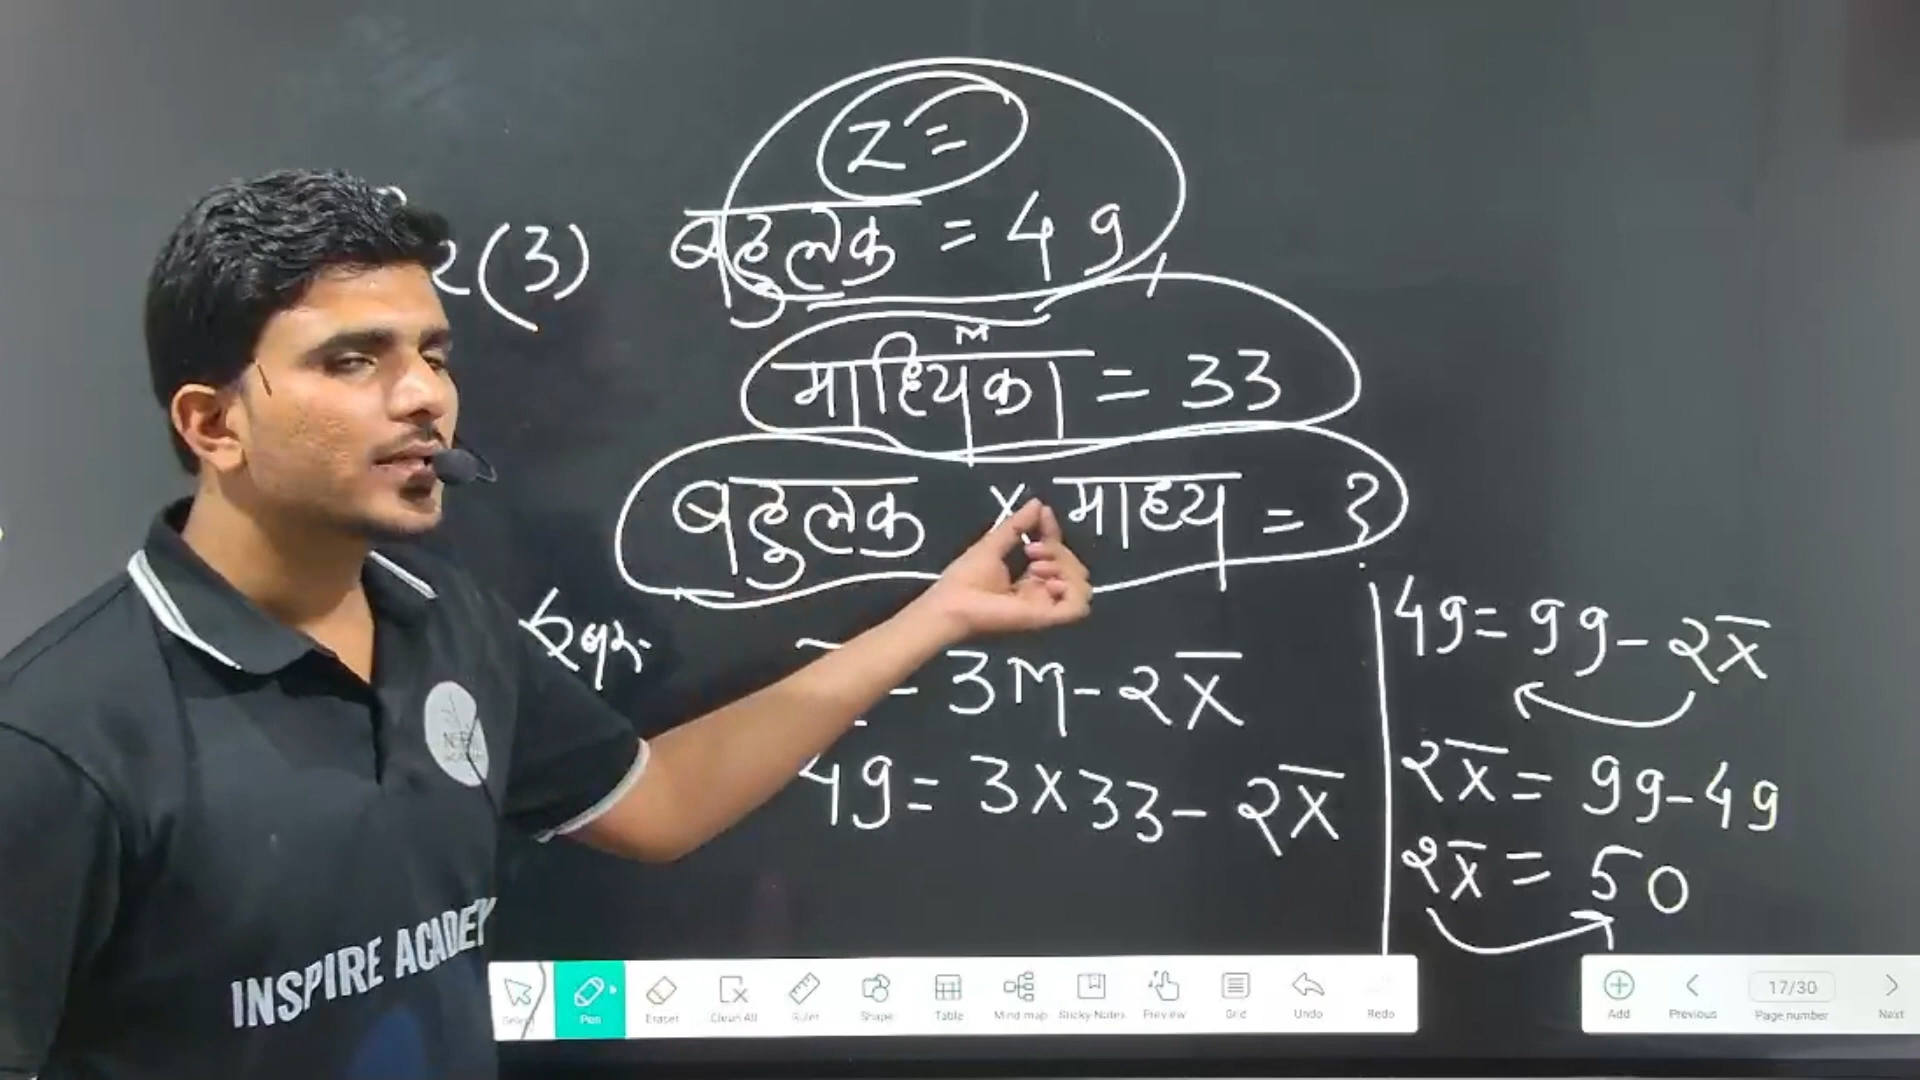 Z =
2(3)
बहुलक = 49
M
माध्यिका = 33
बहुलक × माध्य = ?
= 3M - 2X̅
49 = 3×33 - 2X̅
49 = 99 - 2X̅
2X̅ = 99 - 49
2X̅ = 50
INSPIRE ACADEMY
Select
Pen
Eraser
Clean All
Ruler
Shape
Table
Mind map
Sticky Notes
Preview
Grid
Undo
Redo
Add
Previous
17/30
Page number
Next